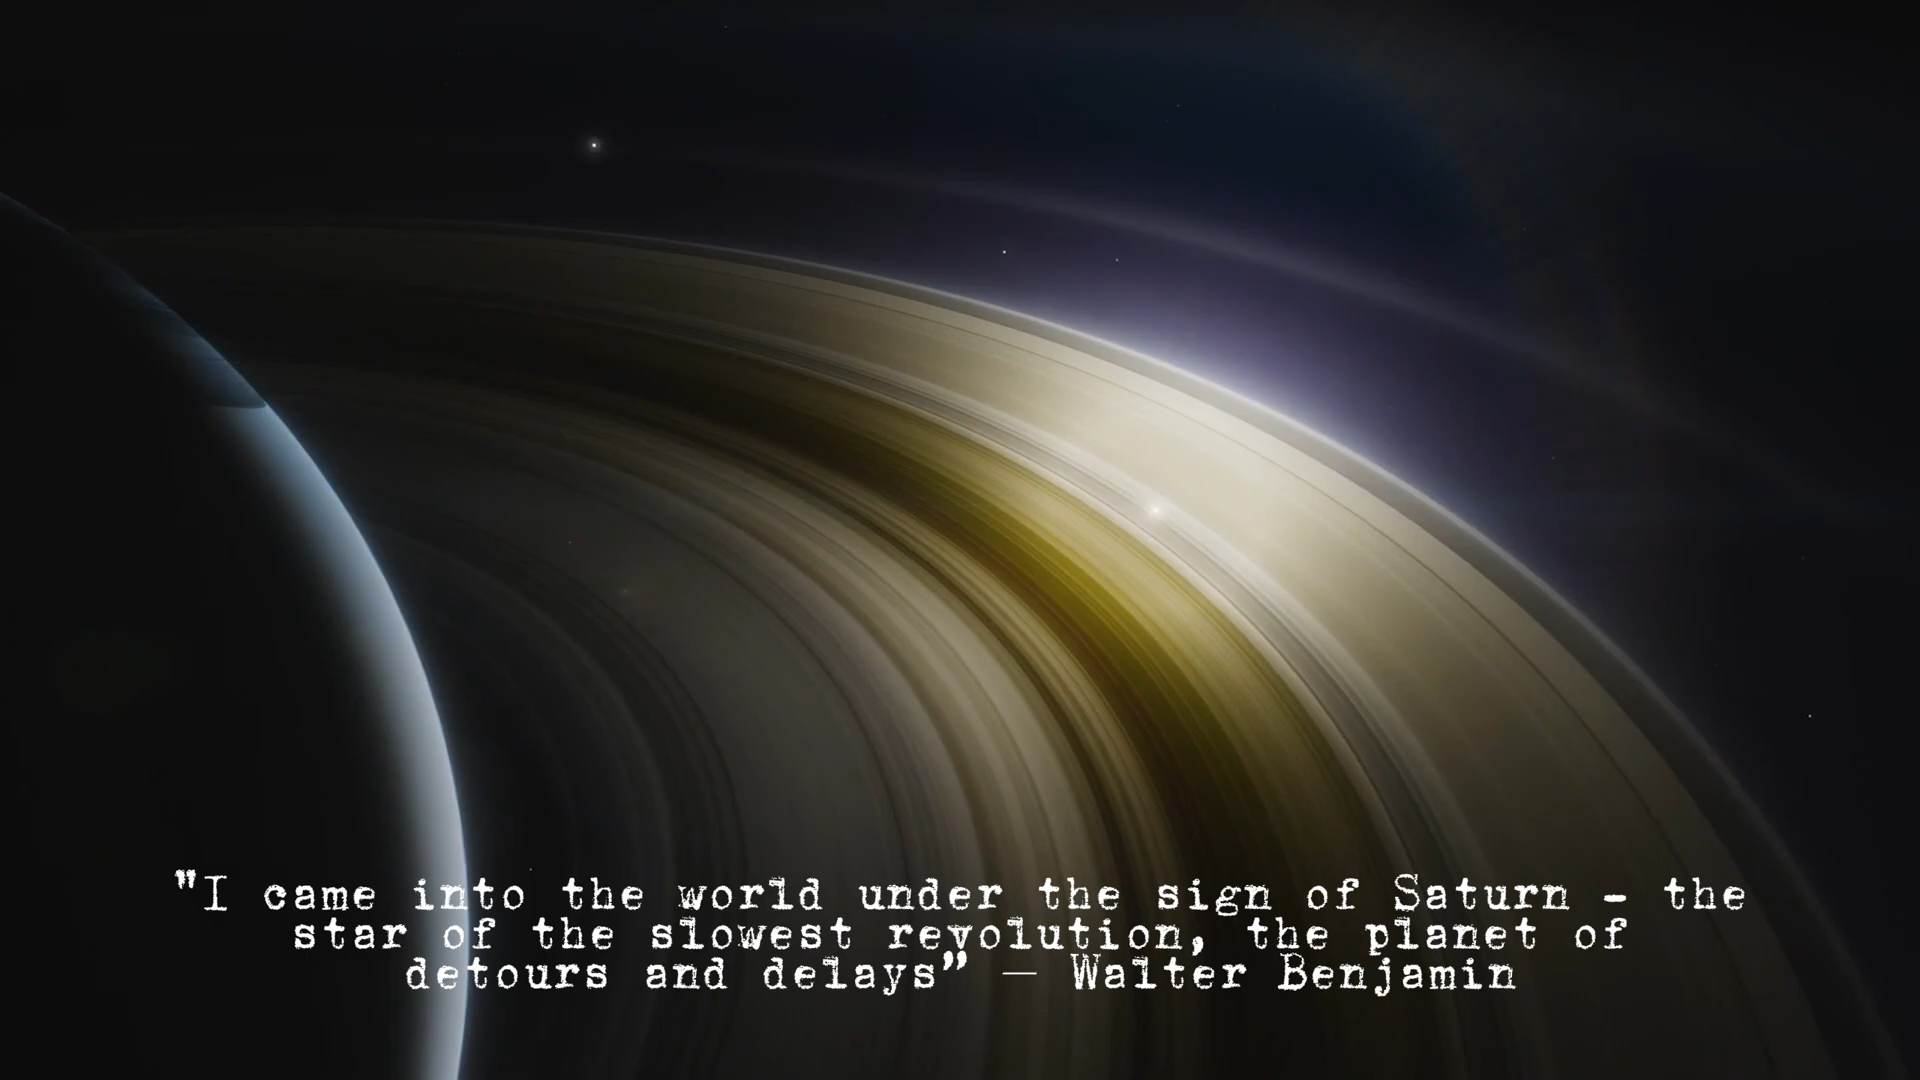 "I came into the world under the sign of Saturn – the
star of the slowest revolution, the planet of
detours and delays” — Walter Benjamin